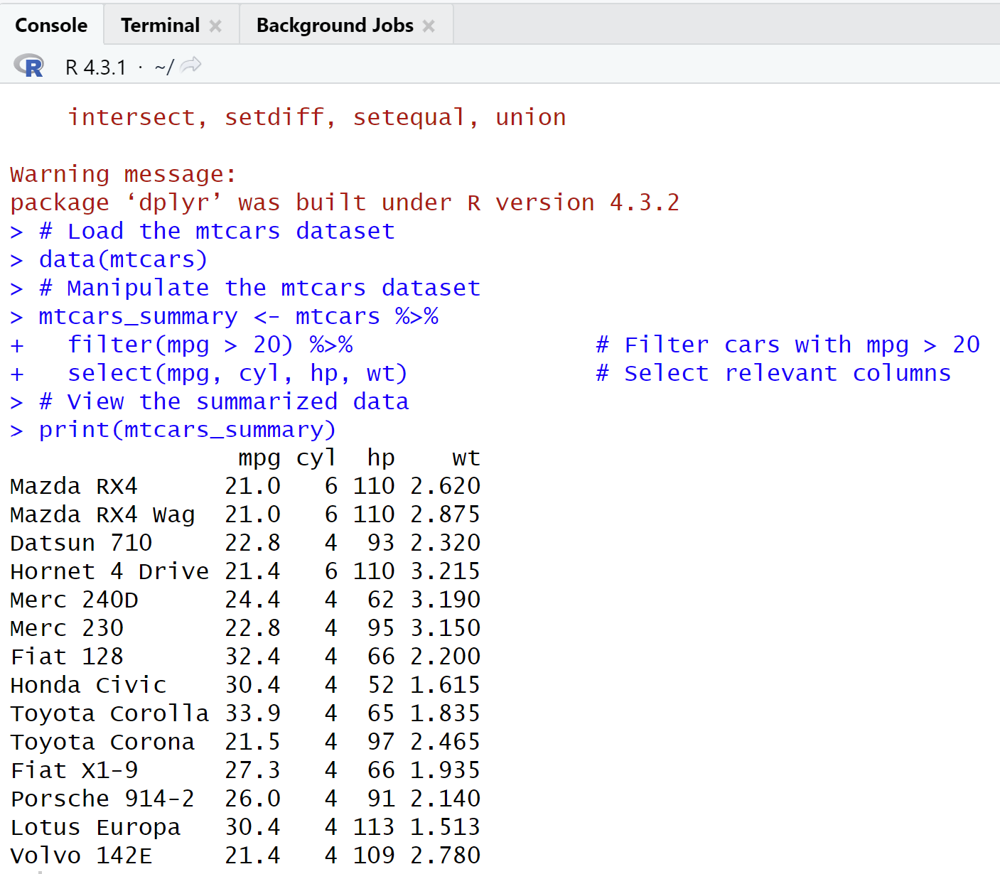 Console Terminal Background Jobs
R R 4.3.1 · ~/
    intersect, setdiff, setequal, union
Warning message:
package ‘dplyr’ was built under R version 4.3.2
> # Load the mtcars dataset
> data(mtcars)
> # Manipulate the mtcars dataset
> mtcars_summary <- mtcars %>%
+   filter(mpg > 20) %>%                 # Filter cars with mpg > 20
+   select(mpg, cyl, hp, wt)             # Select relevant columns
> # View the summarized data
> print(mtcars_summary)
                mpg cyl  hp    wt
Mazda RX4      21.0   6 110 2.620
Mazda RX4 Wag  21.0   6 110 2.875
Datsun 710     22.8   4  93 2.320
Hornet 4 Drive 21.4   6 110 3.215
Merc 240D      24.4   4  62 3.190
Merc 230       22.8   4  95 3.150
Fiat 128       32.4   4  66 2.200
Honda Civic    30.4   4  52 1.615
Toyota Corolla 33.9   4  65 1.835
Toyota Corona  21.5   4  97 2.465
Fiat X1-9      27.3   4  66 1.935
Porsche 914-2  26.0   4  91 2.140
Lotus Europa   30.4   4 113 1.513
Volvo 142E     21.4   4 109 2.780